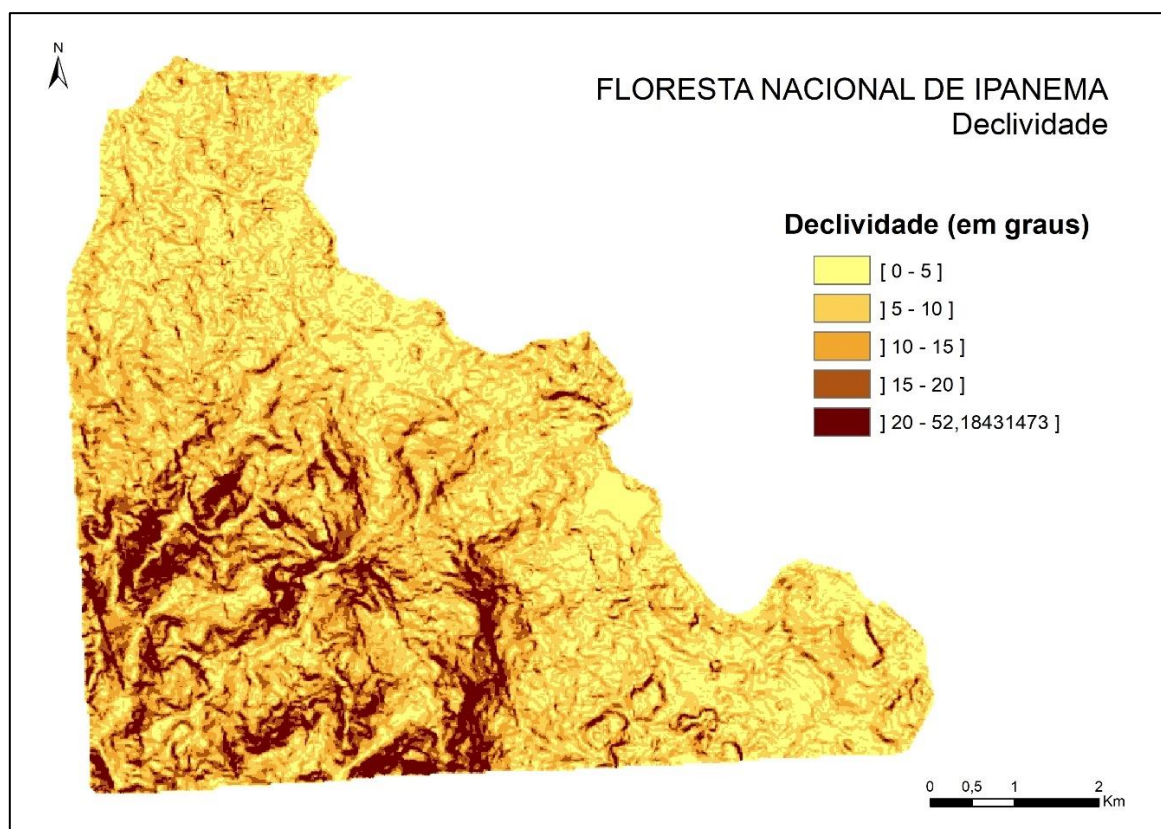 N
FLORESTA NACIONAL DE IPANEMA
Declividade
Declividade (em graus)
[ 0 - 5 ]
] 5 - 10 ]
] 10 - 15 ]
] 15 - 20 ]
] 20 - 52,18431473 ]
0 0,5 1 2
Km